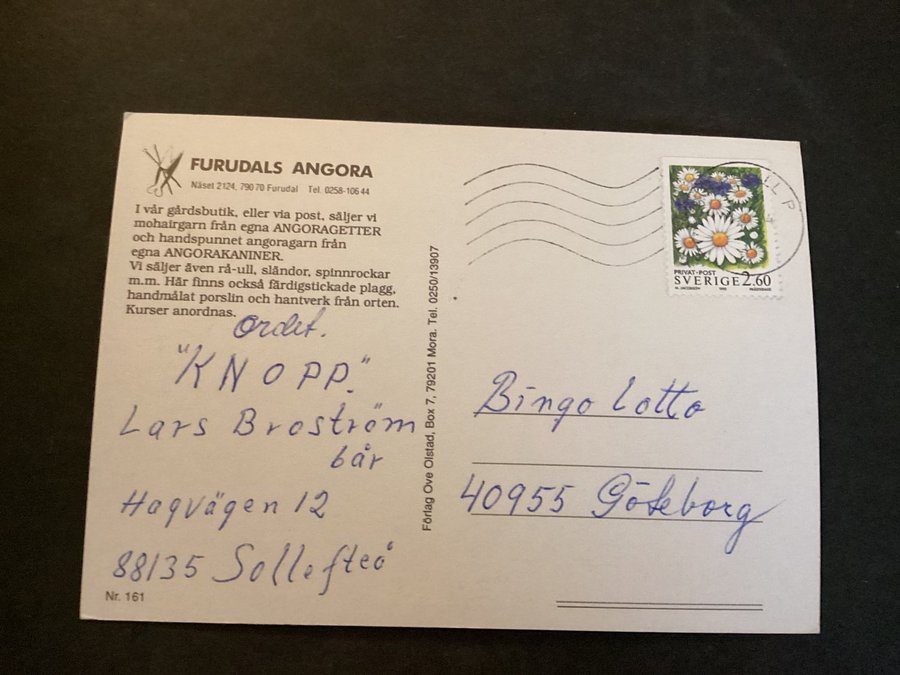 FURUDALS ANGORA
Näset 2124, 790 70 Furudal Tel. 0258-106 44
I vår gårdsbutik, eller via post, säljer vi
mohairgarn från egna ANGORAGETTER
och handspunnet angoragarn från
egna ANGORAKANINER.
Vi säljer även rå-ull, sländor, spinnrockar
m.m. Här finns också färdigstickade plagg,
handmålat porslin och hantverk från orten.
Kurser anordnas.
ordet.
"KNOPP."
Lars Broström
bår
Hagvägen 12
88135 Sollefteå
Nr. 161
Förlag Ove Olstad, Box 7, 79201 Mora. Tel. 0250/13907
PRIVAT-POST
SVERIGE 2.60
Bingo Lotto
40955 Göteborg